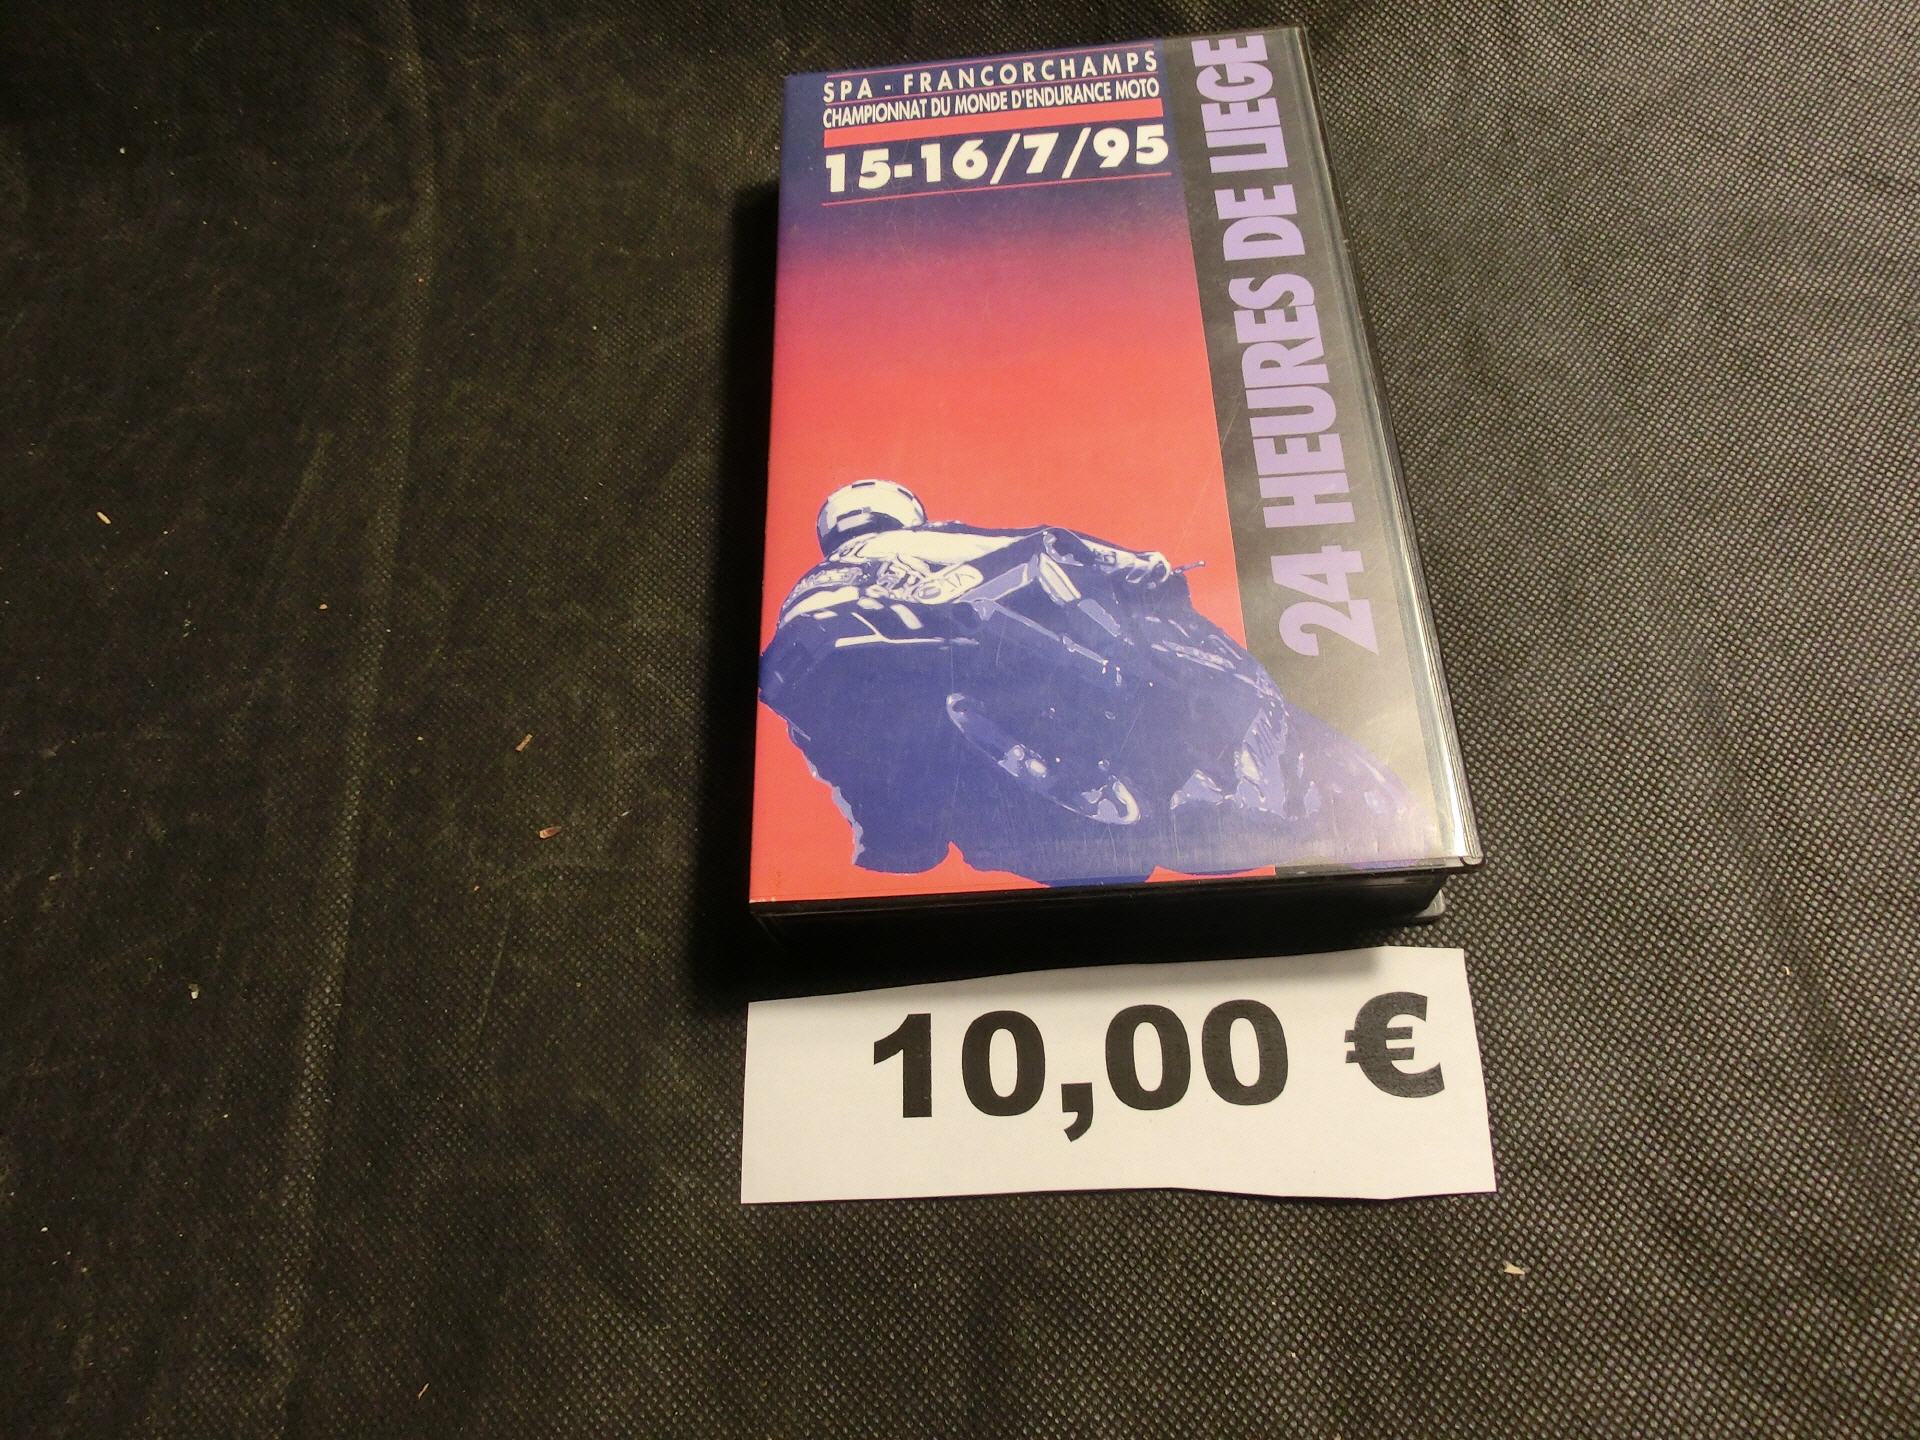 SPA - FRANCORCHAMPS
CHAMPIONNAT DU MONDE D'ENDURANCE MOTO
15-16/7/95
24 HEURES DE LIEGE
10,00 €